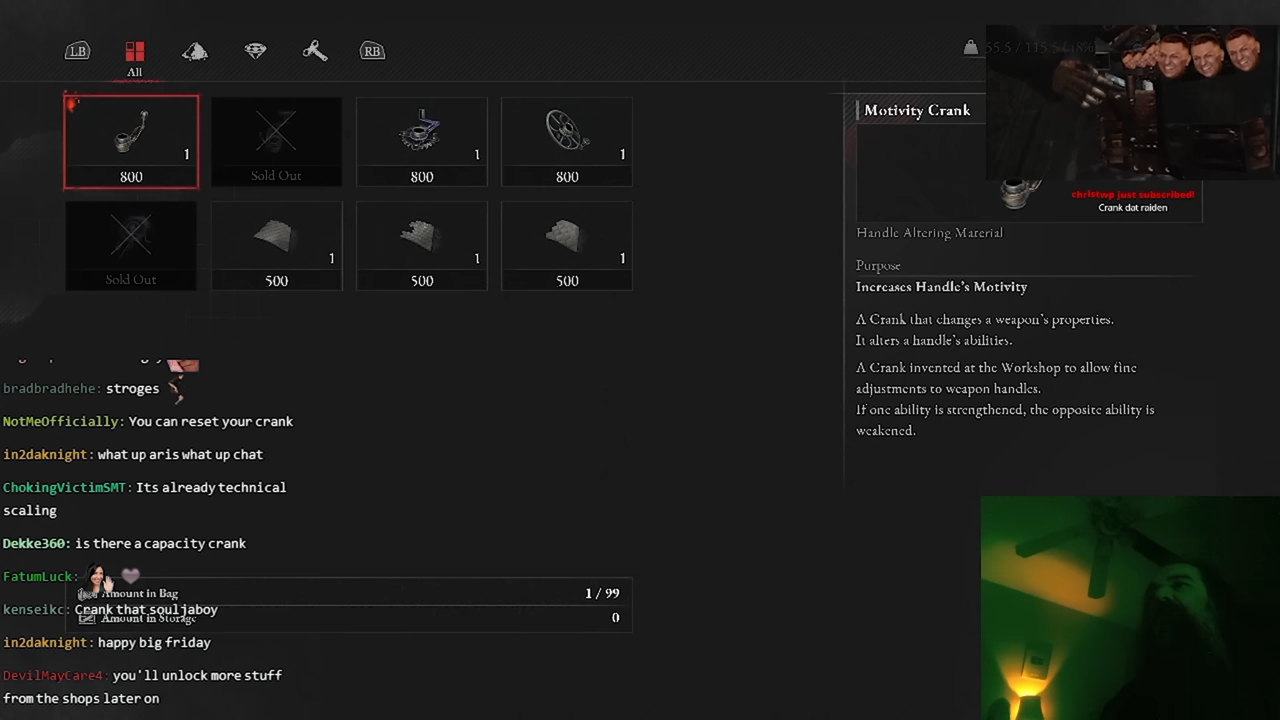 LB
All
RB
55.5 / 115.5 (48%)
1
800
Sold Out
1
800
1
800
Sold Out
1
500
1
500
1
500
Motivity Crank
christwp just subscribed!
Crank dat raiden
Handle Altering Material
Purpose
Increases Handle's Motivity
A Crank that changes a weapon's properties.
It alters a handle's abilities.
A Crank invented at the Workshop to allow fine
adjustments to weapon handles.
If one ability is strengthened, the opposite ability is
weakened.
bradbradhehe: stroges
NotMeOfficially: You can reset your crank
in2daknight: what up aris what up chat
ChokingVictimSMT: Its already technical
scaling
Dekke360: is there a capacity crank
FatumLuck:
Amount in Bag 1 / 99
kenseikc: Crank that souljaboy
Amount in Storage 0
in2daknight: happy big friday
DevilMayCare4: you'll unlock more stuff
from the shops later on